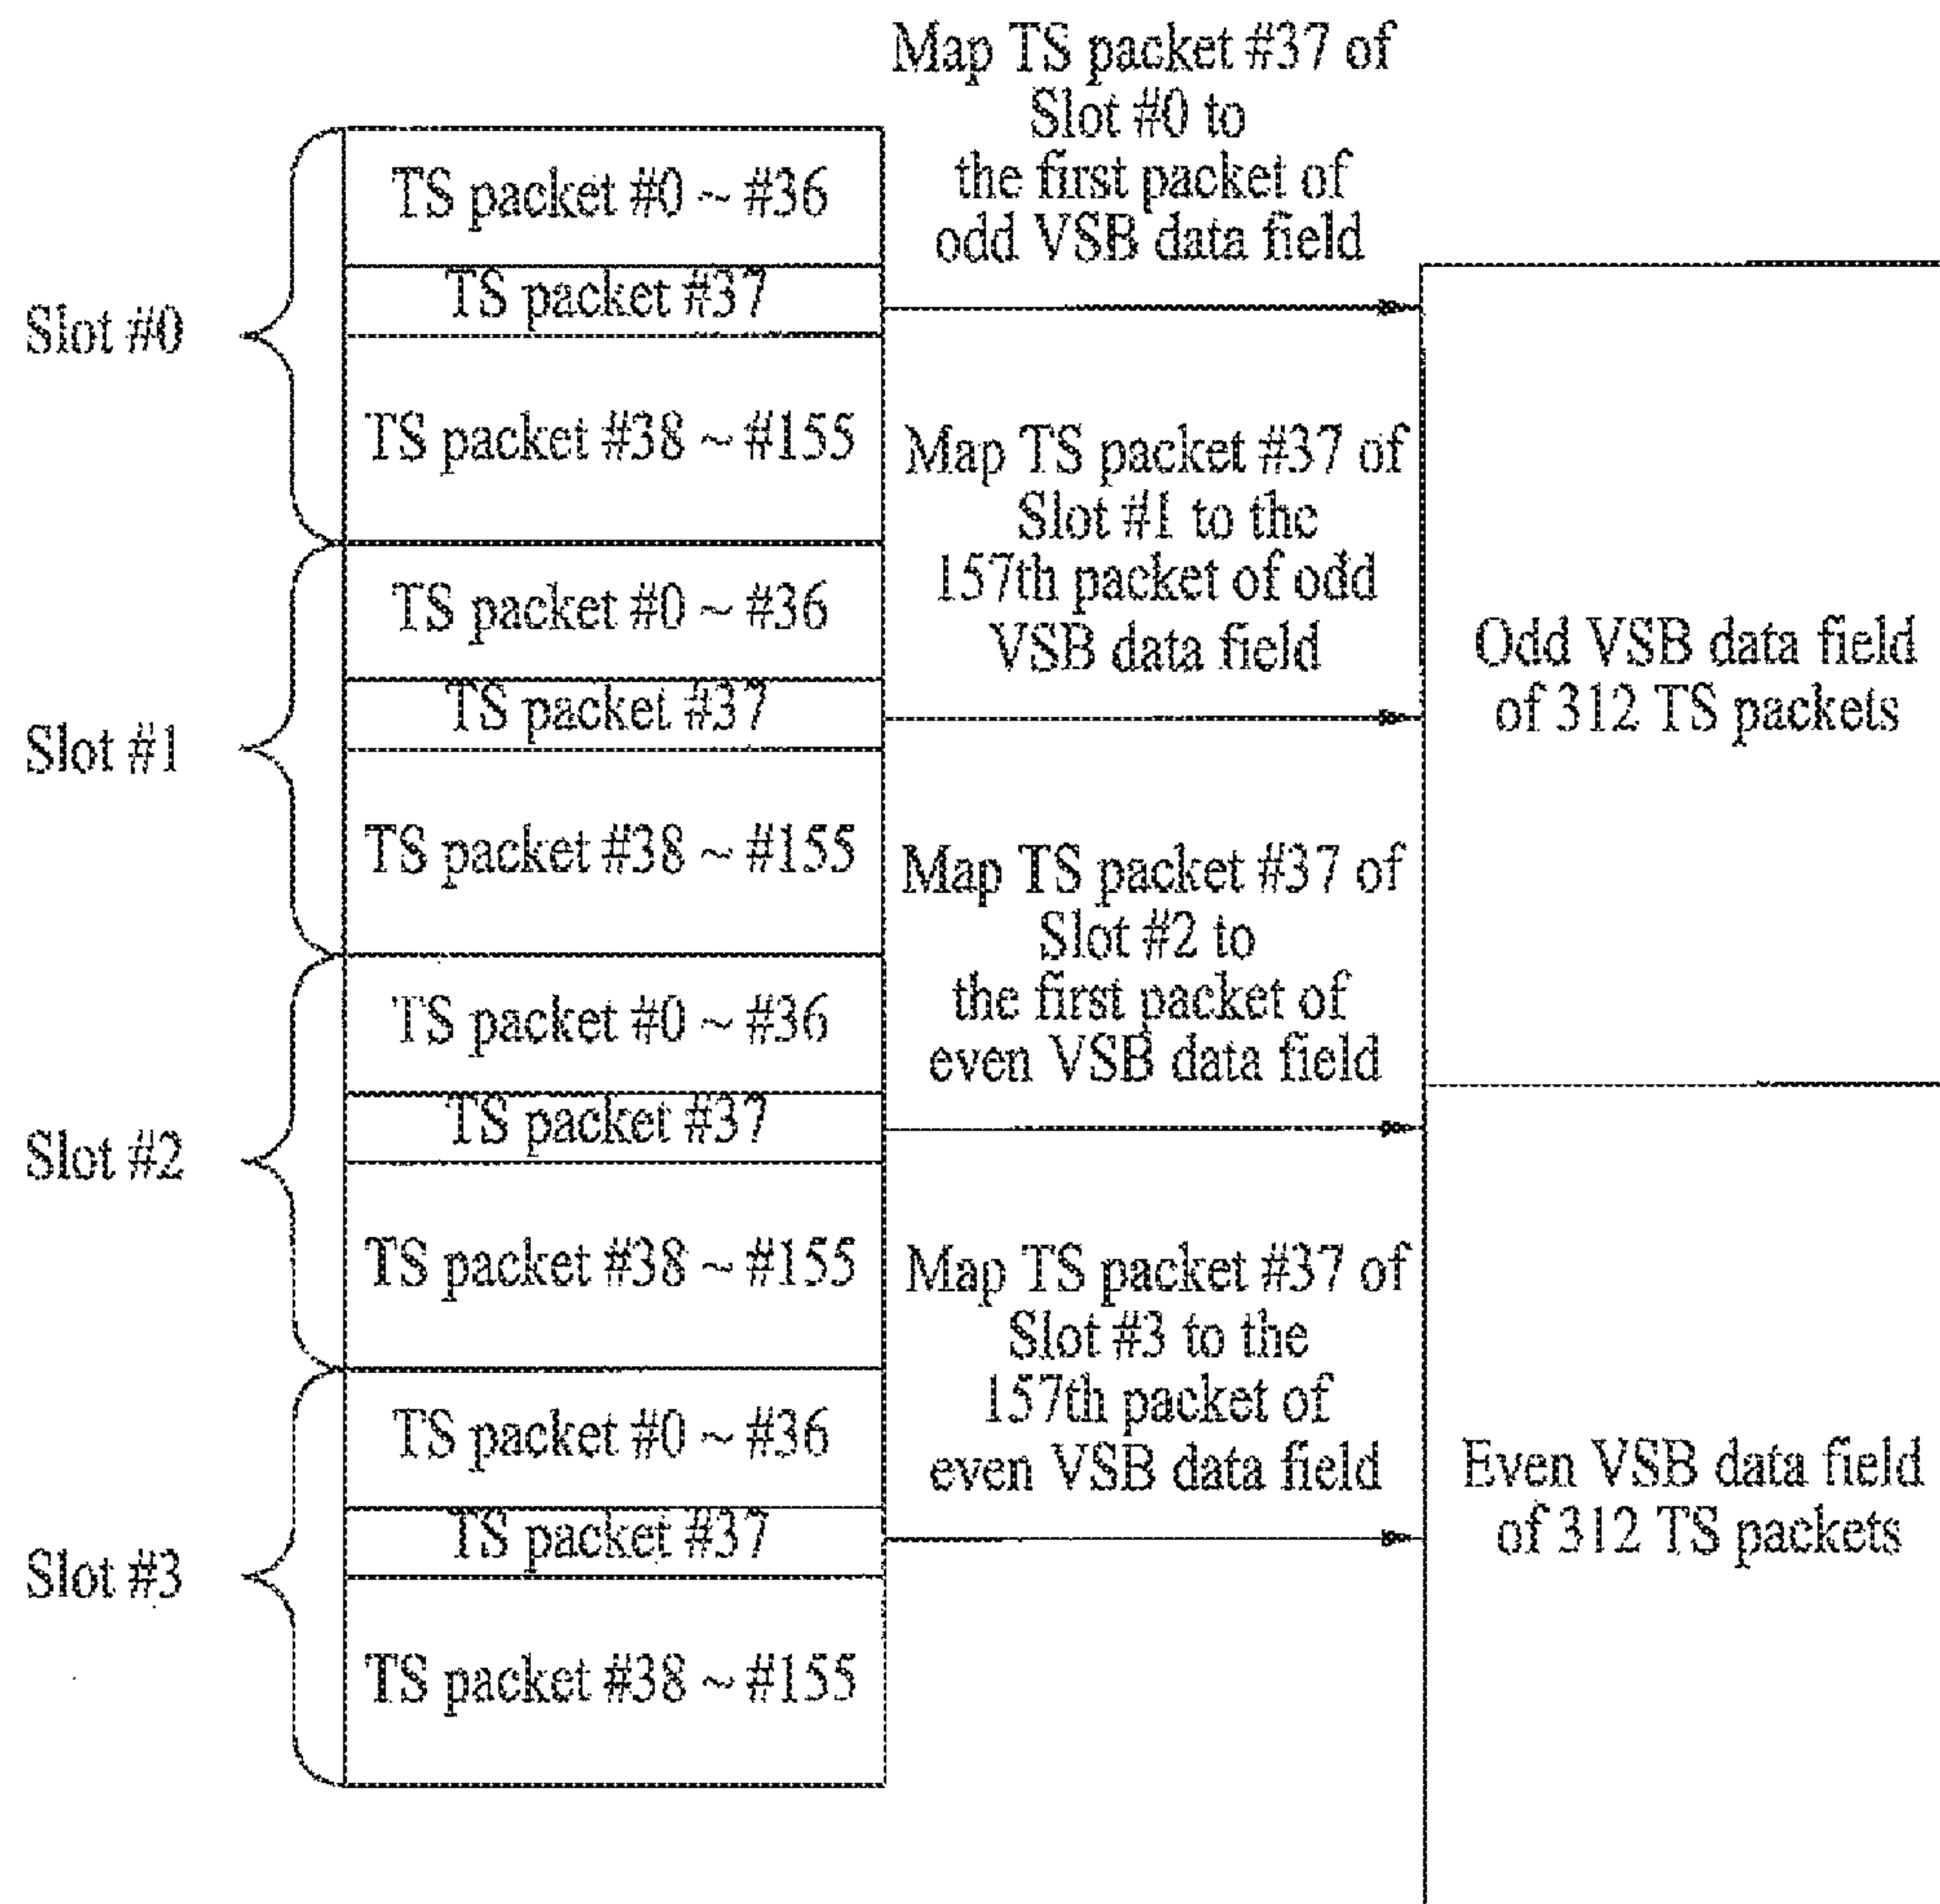 Map TS packet #37 of
Slot #0 to
the first packet of
odd VSB data field
Slot #0
TS packet #0 ~ #36
TS packet #37
TS packet #38 ~ #155
Map TS packet #37 of
Slot #1 to the
157th packet of odd
VSB data field
Slot #1
TS packet #0 ~ #36
TS packet #37
TS packet #38 ~ #155
Odd VSB data field
of 312 TS packets
Map TS packet #37 of
Slot #2 to
the first packet of
even VSB data field
Slot #2
TS packet #0 ~ #36
TS packet #37
TS packet #38 ~ #155
Map TS packet #37 of
Slot #3 to the
157th packet of
even VSB data field
Slot #3
TS packet #0 ~ #36
TS packet #37
TS packet #38 ~ #155
Even VSB data field
of 312 TS packets